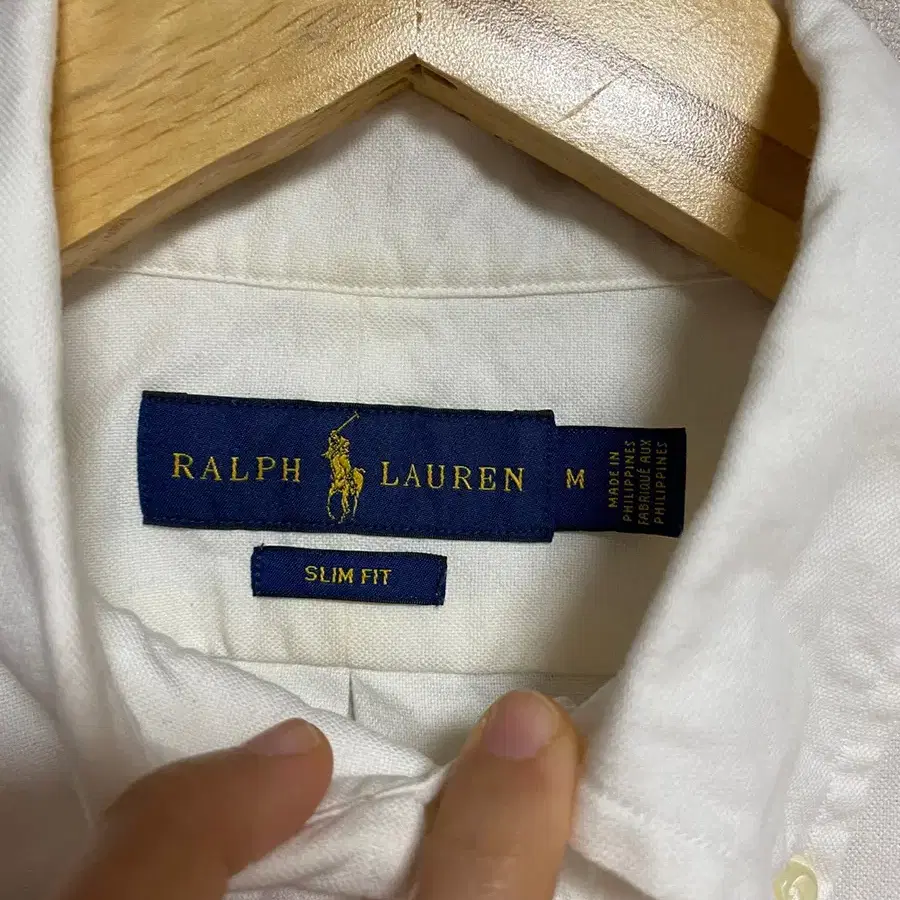 RALPH LAUREN
M
MADE IN
PHILIPPINES
FABRIQUÉ AUX
PHILIPPINES
SLIM FIT